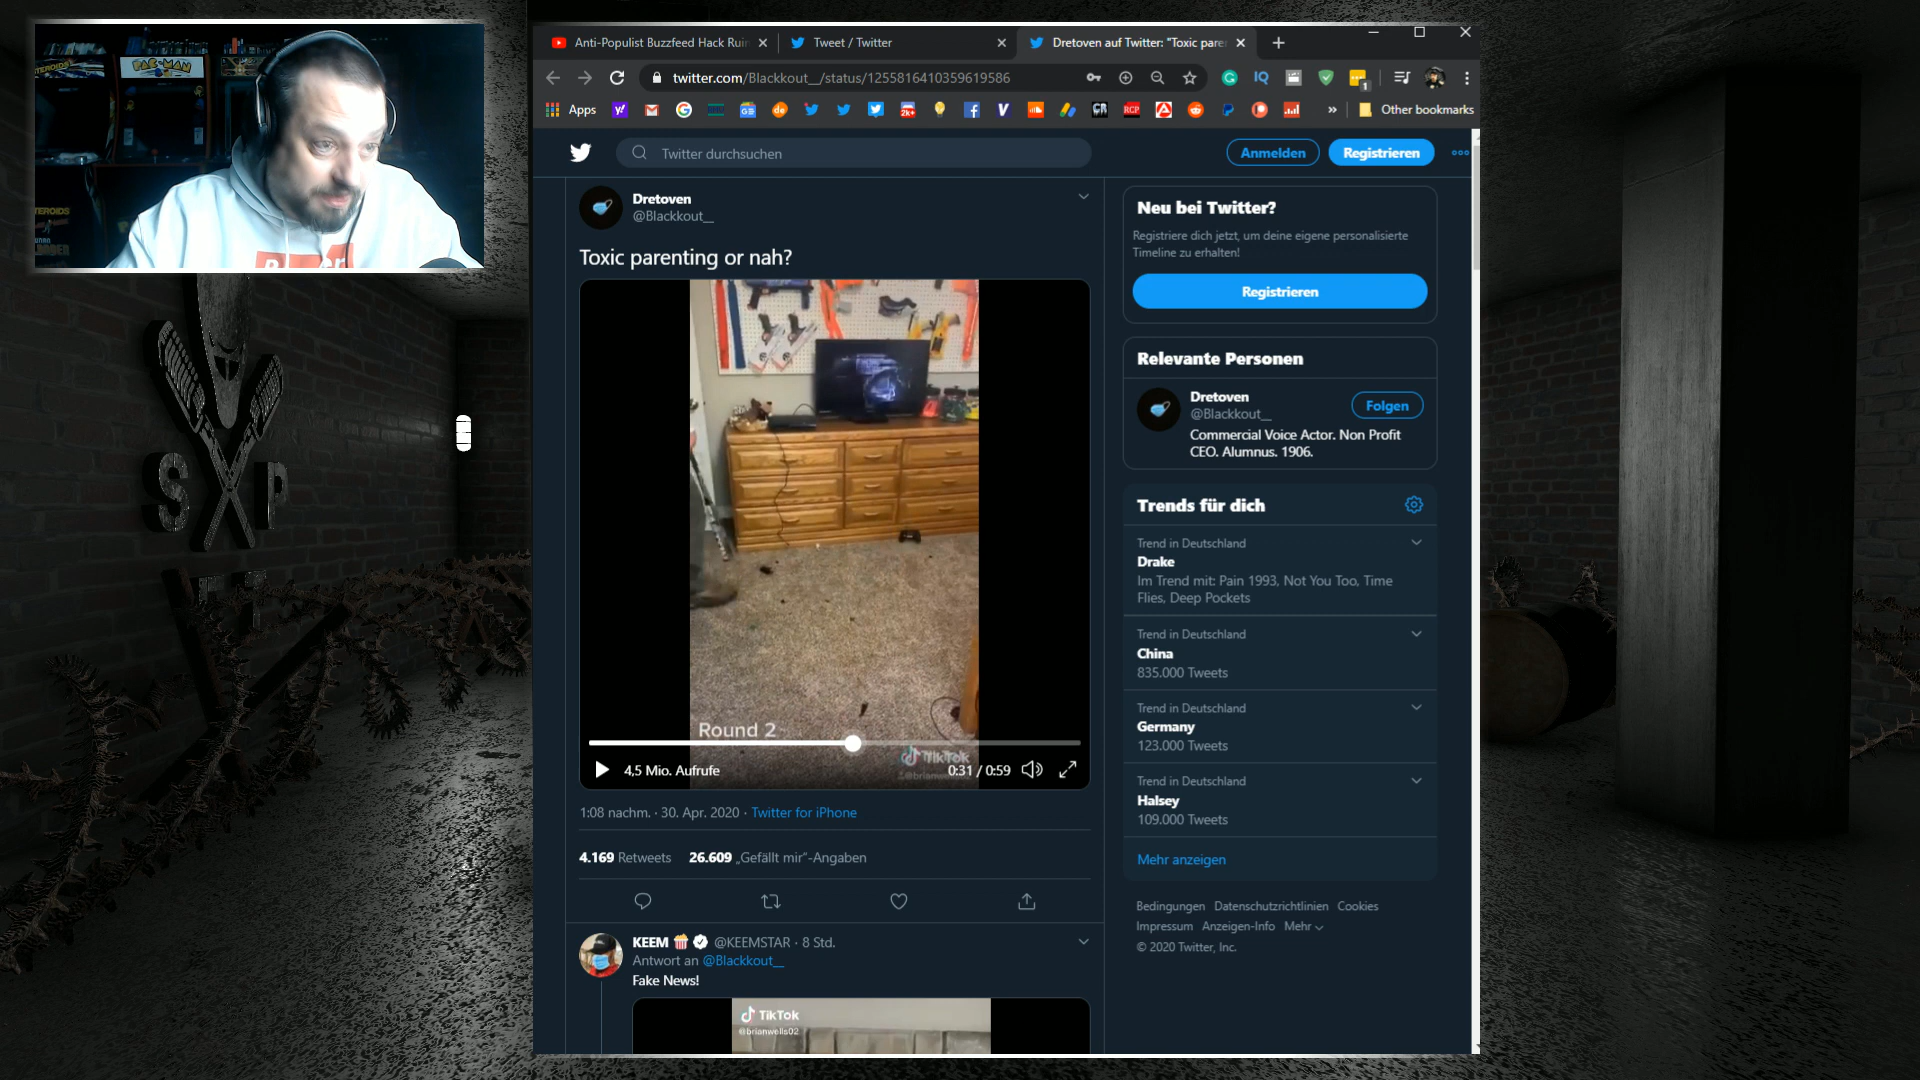 Anti-Populist Buzzfeed Hack Ruin
Tweet / Twitter
Dretoven auf Twitter: "Toxic pare
twitter.com/Blackkout__/status/1255816410359619586
Apps
Other bookmarks
Twitter durchsuchen
Anmelden
Registrieren
Dretoven
@Blackkout__
Toxic parenting or nah?
Round 2
TikTok
4,5 Mio. Aufrufe
0:31 / 0:59
1:08 nachm. · 30. Apr. 2020 · Twitter for iPhone
4.169 Retweets 26.609 „Gefällt mir“-Angaben
KEEM @KEEMSTAR · 8 Std.
Antwort an @Blackkout__
Fake News!
TikTok
@brianwells02
Neu bei Twitter?
Registriere dich jetzt, um deine eigene personalisierte
Timeline zu erhalten!
Registrieren
Relevante Personen
Dretoven
@Blackkout__
Folgen
Commercial Voice Actor. Non Profit
CEO. Alumnus. 1906.
Trends für dich
Trend in Deutschland
Drake
Im Trend mit: Pain 1993, Not You Too, Time
Flies, Deep Pockets
Trend in Deutschland
China
835.000 Tweets
Trend in Deutschland
Germany
123.000 Tweets
Trend in Deutschland
Halsey
109.000 Tweets
Mehr anzeigen
Bedingungen Datenschutzrichtlinien Cookies
Impressum Anzeigen-Info Mehr
© 2020 Twitter, Inc.
PAC-MAN
S P